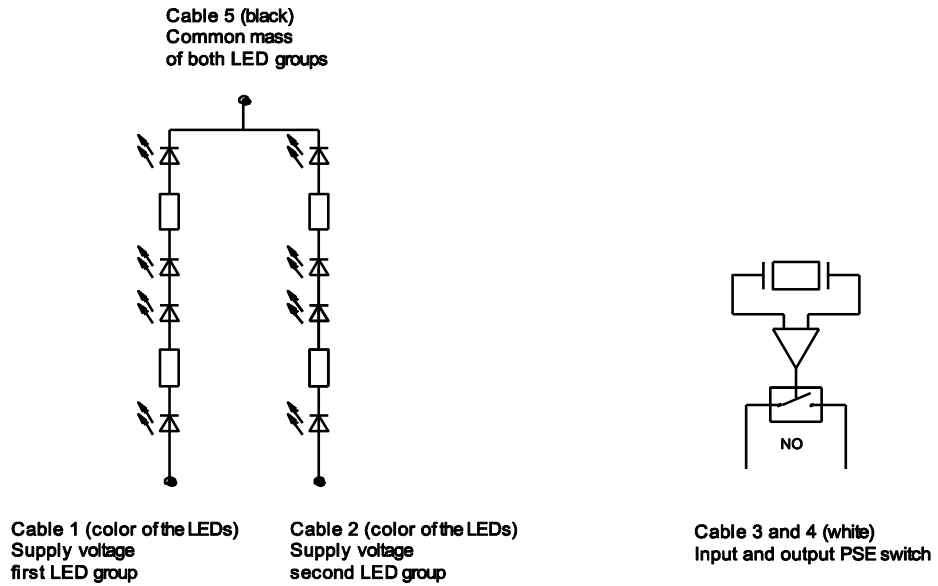 Cable 5 (black)
Common mass
of both LED groups
NO
Cable 1 (color of the LEDs)
Supply voltage
first LED group
Cable 2 (color of the LEDs)
Supply voltage
second LED group
Cable 3 and 4 (white)
Input and output PSE switch